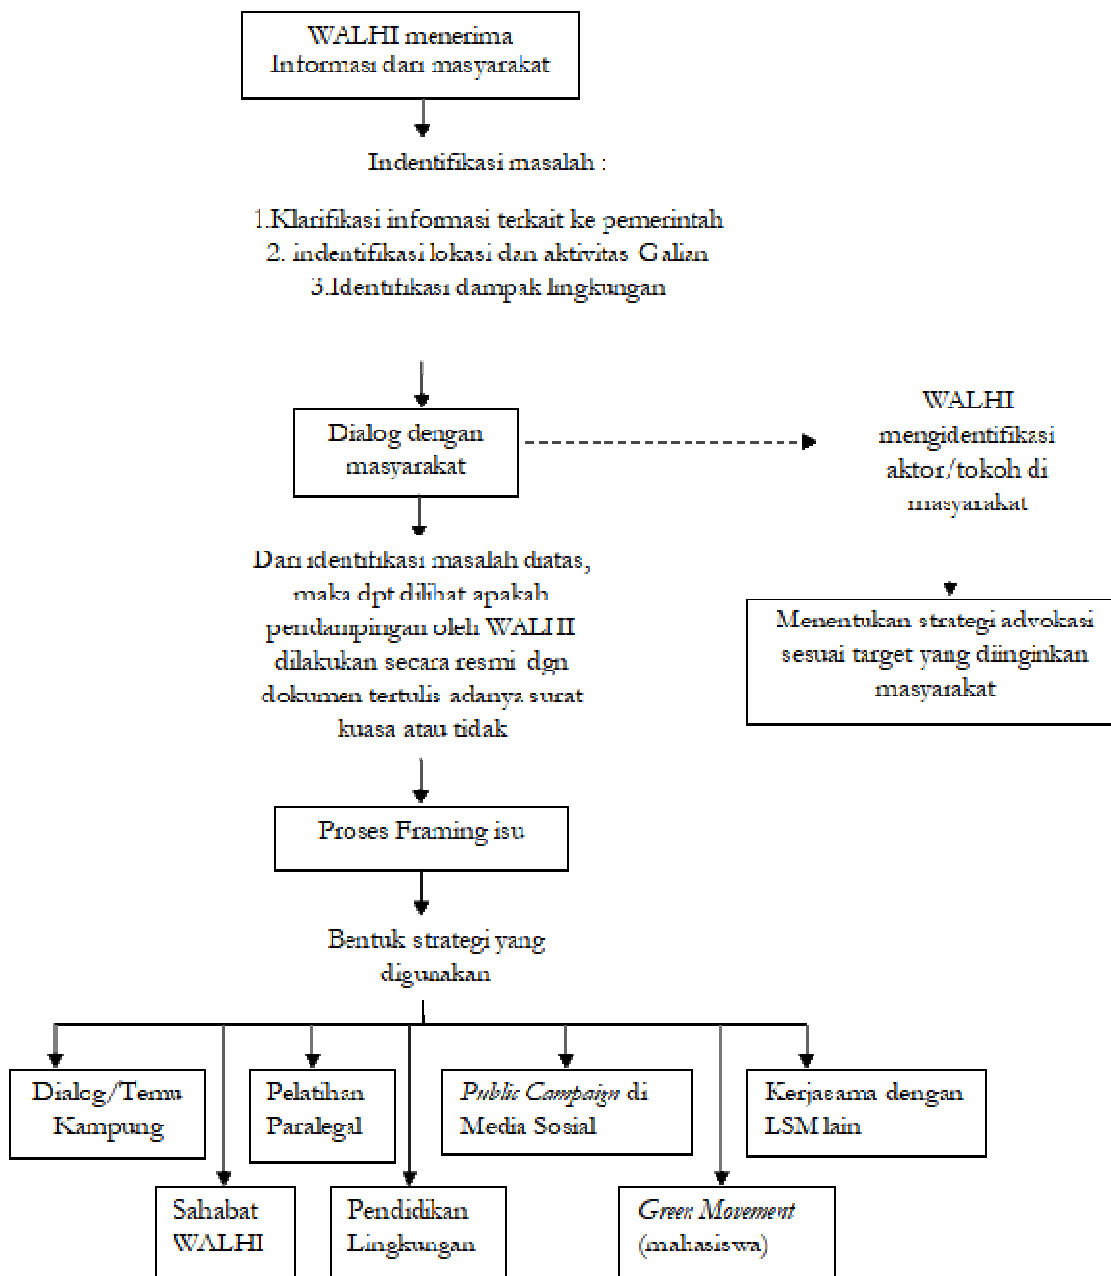 WALHI menerima
Informasi dari masyarakat
Indentifikasi masalah :
1.Klarifikasi informasi terkait ke pemerintah
2. indentifikasi lokasi dan aktivitas Galian
3.Identifikasi dampak lingkungan
Dialog dengan
masyarakat
WALHI
mengidentifikasi
aktor/tokoh di
masyarakat
Dari identifikasi masalah diatas,
maka dpt dilihat apakah
pendampingan oleh WALHI
dilakukan secara resmi dgn
dokumen tertulis adanya surat
kuasa atau tidak
Menentukan strategi advokasi
sesuai target yang diinginkan
masyarakat
Proses Framing isu
Bentuk strategi yang
digunakan
Dialog/Temu
Kampung
Pelatihan
Paralegal
Public Campaign di
Media Sosial
Kerjasama dengan
LSM lain
Sahabat
WALHI
Pendidikan
Lingkungan
Green Movement
(mahasiswa)